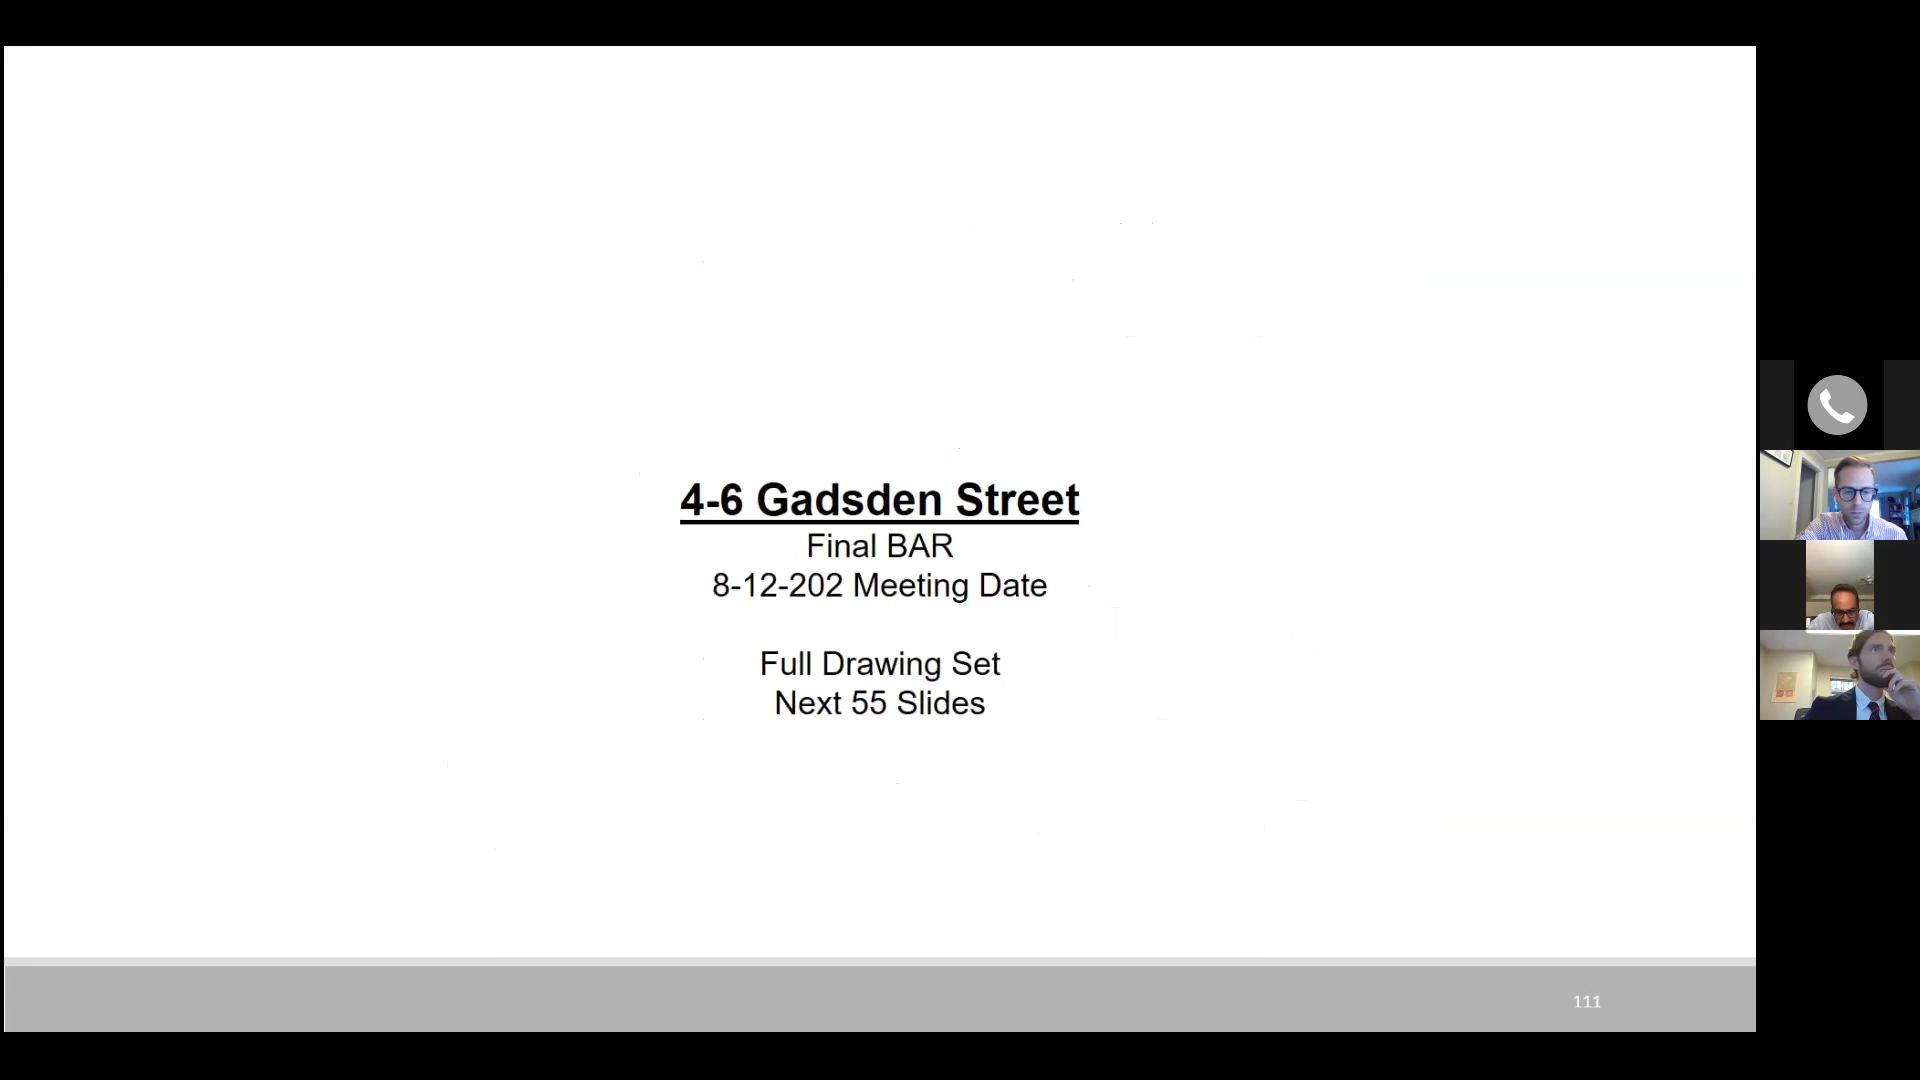 4-6 Gadsden Street
Final BAR
8-12-202 Meeting Date
Full Drawing Set
Next 55 Slides
111